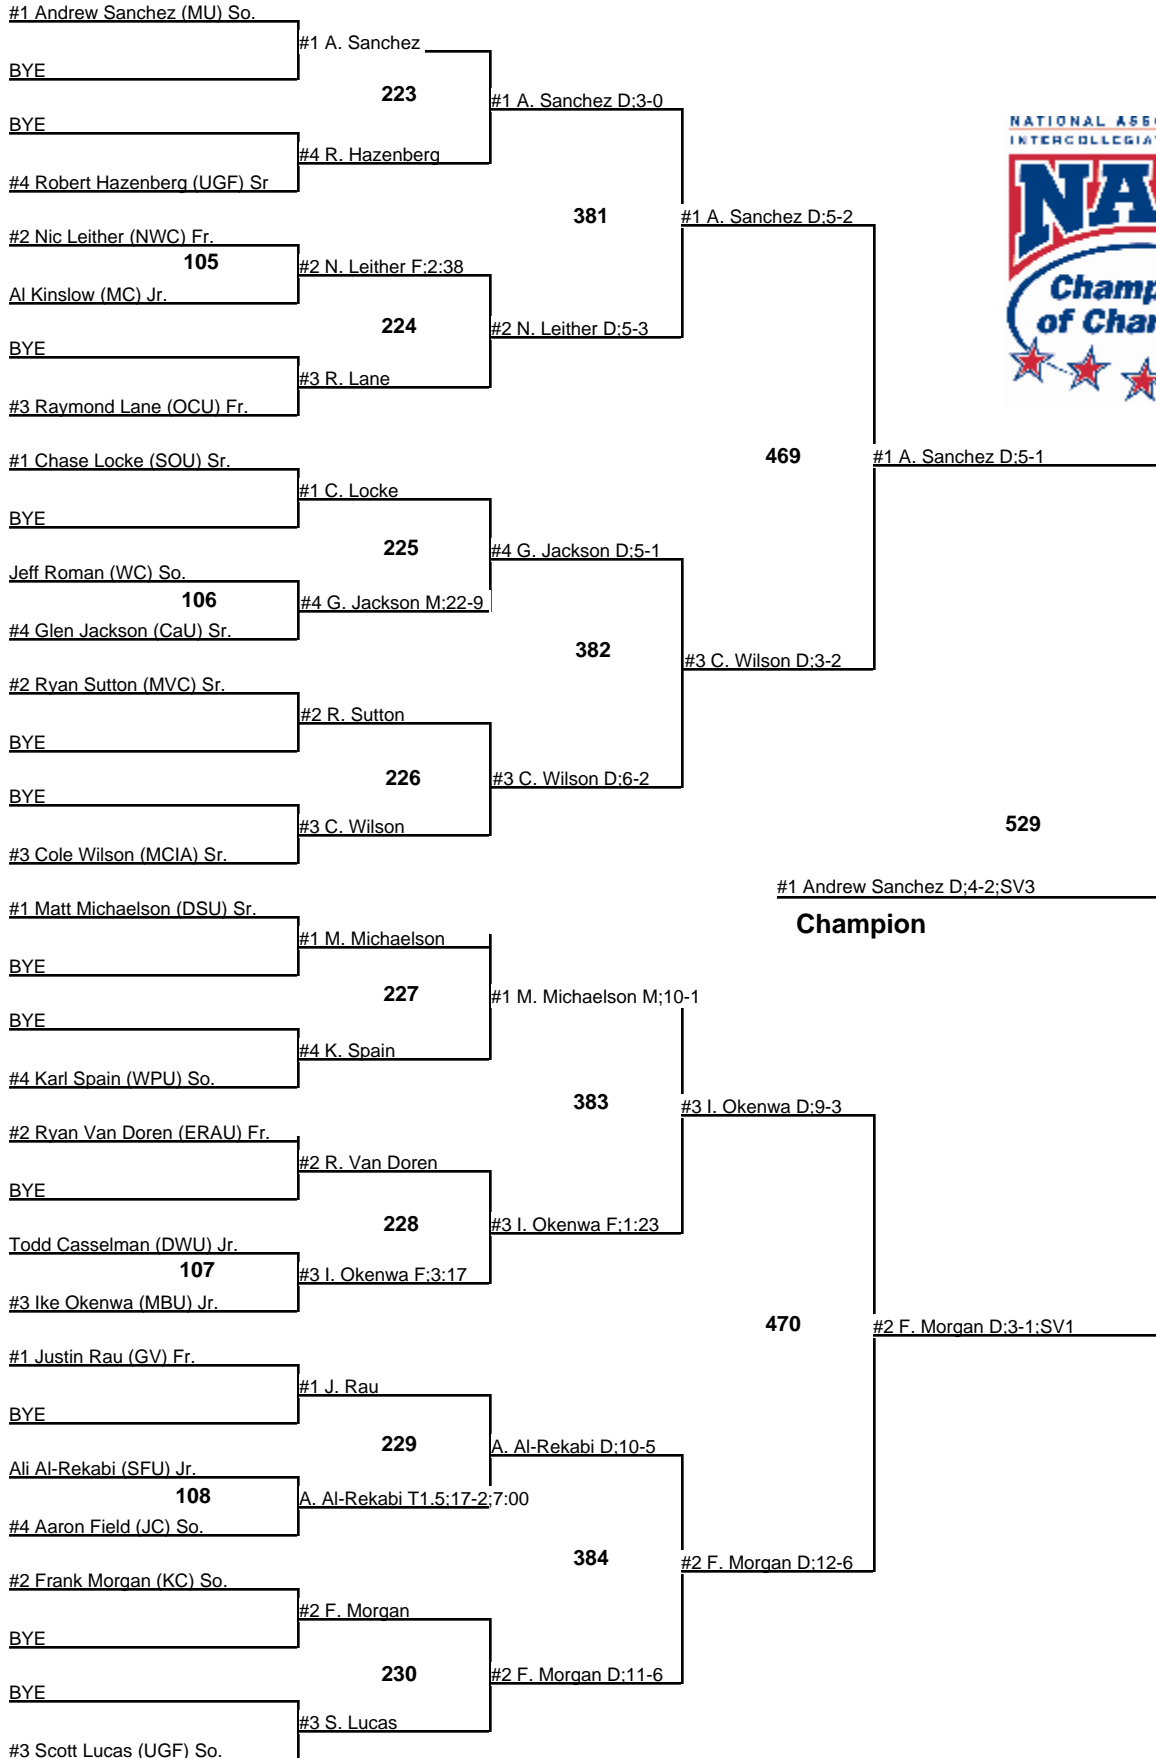 #1 Andrew Sanchez (MU) So.
#1 A. Sanchez
BYE
223
#1 A. Sanchez D;3-0
BYE
#4 R. Hazenberg
#4 Robert Hazenberg (UGF) Sr
381
#1 A. Sanchez D;5-2
#2 Nic Leither (NWC) Fr.
105
#2 N. Leither F;2:38
Al Kinslow (MC) Jr.
224
#2 N. Leither D;5-3
BYE
#3 R. Lane
#3 Raymond Lane (OCU) Fr.
469
#1 A. Sanchez D;5-1
#1 Chase Locke (SOU) Sr.
#1 C. Locke
BYE
225
#4 G. Jackson D;5-1
Jeff Roman (WC) So.
106
#4 G. Jackson M;22-9
#4 Glen Jackson (CaU) Sr.
382
#3 C. Wilson D;3-2
#2 Ryan Sutton (MVC) Sr.
#2 R. Sutton
BYE
226
#3 C. Wilson D;6-2
BYE
#3 C. Wilson
#3 Cole Wilson (MCIA) Sr.
529
#1 Andrew Sanchez D;4-2;SV3
Champion
#1 Matt Michaelson (DSU) Sr.
#1 M. Michaelson
BYE
227
#1 M. Michaelson M;10-1
BYE
#4 K. Spain
#4 Karl Spain (WPU) So.
383
#3 I. Okenwa D;9-3
#2 Ryan Van Doren (ERAU) Fr.
#2 R. Van Doren
BYE
228
#3 I. Okenwa F;1:23
Todd Casselman (DWU) Jr.
107
#3 I. Okenwa F;3:17
#3 Ike Okenwa (MBU) Jr.
470
#2 F. Morgan D;3-1;SV1
#1 Justin Rau (GV) Fr.
#1 J. Rau
BYE
229
A. Al-Rekabi D;10-5
Ali Al-Rekabi (SFU) Jr.
108
A. Al-Rekabi T1.5;17-2;7:00
#4 Aaron Field (JC) So.
384
#2 F. Morgan D;12-6
#2 Frank Morgan (KC) So.
#2 F. Morgan
BYE
230
#2 F. Morgan D;11-6
BYE
#3 S. Lucas
#3 Scott Lucas (UGF) So.
NATIONAL ASS
INTERCOLLEGIA
NA
Champ
of Char